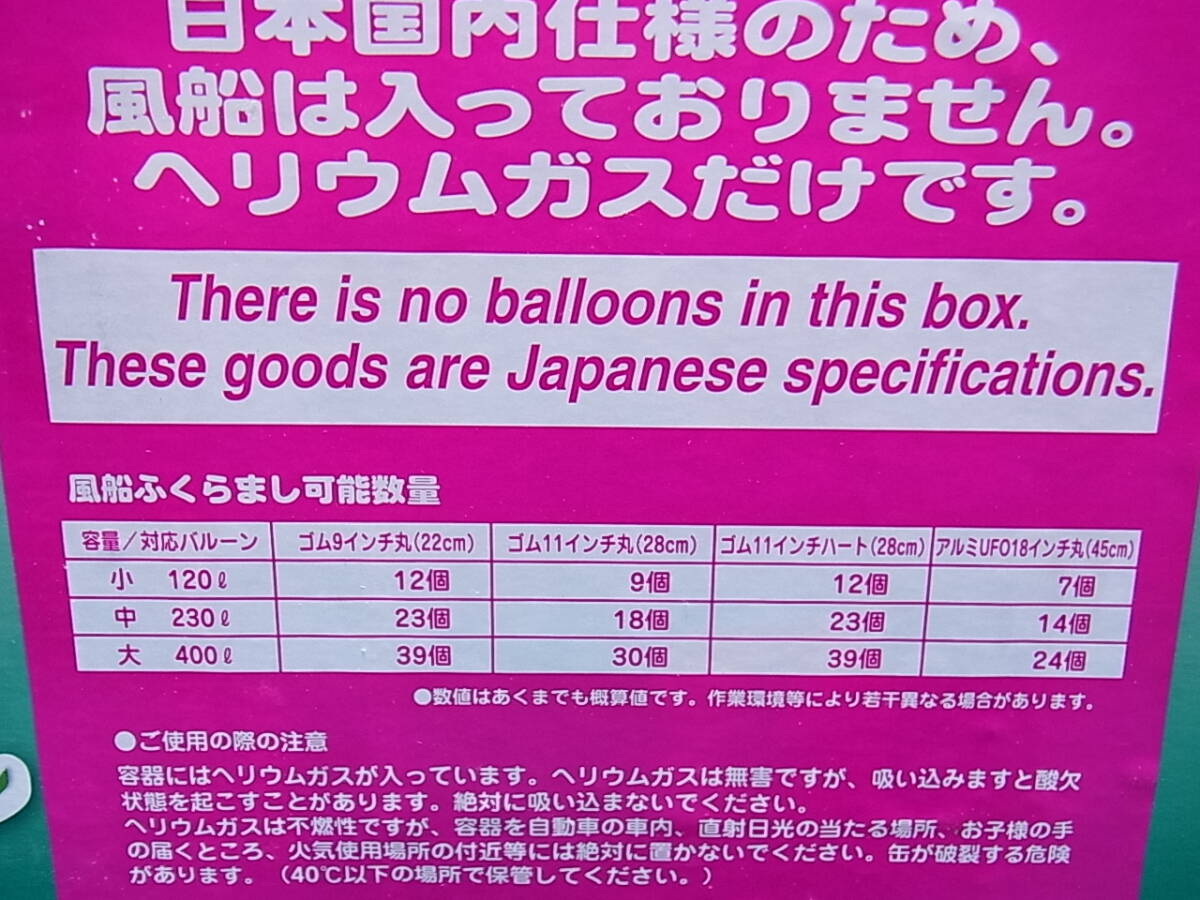 日本国内仕様のため、
風船は入っておりません。
ヘリウムガスだけです。
There is no balloons in this box.
These goods are Japanese specifications.
風船ふくらまし可能数量
容量／対応バルーン ゴム9インチ丸(22cm) ゴム11インチ丸(28cm) ゴム11インチハート(28cm) アルミUFO18インチ丸(45cm)
小 120ℓ 12個 9個 12個 7個
中 230ℓ 23個 18個 23個 14個
大 400ℓ 39個 30個 39個 24個
●数値はあくまでも概算値です。作業環境等により若干異なる場合があります。
●ご使用の際の注意
容器にはヘリウムガスが入っています。ヘリウムガスは無害ですが、吸い込みますと酸欠
状態を起こすことがあります。絶対に吸い込まないでください。
ヘリウムガスは不燃性ですが、容器を自動車の車内、直射日光の当たる場所、お子様の手
の届くところ、火気使用場所の付近等には絶対に置かないでください。缶が破裂する危険
があります。（40℃以下の場所で保管してください。）